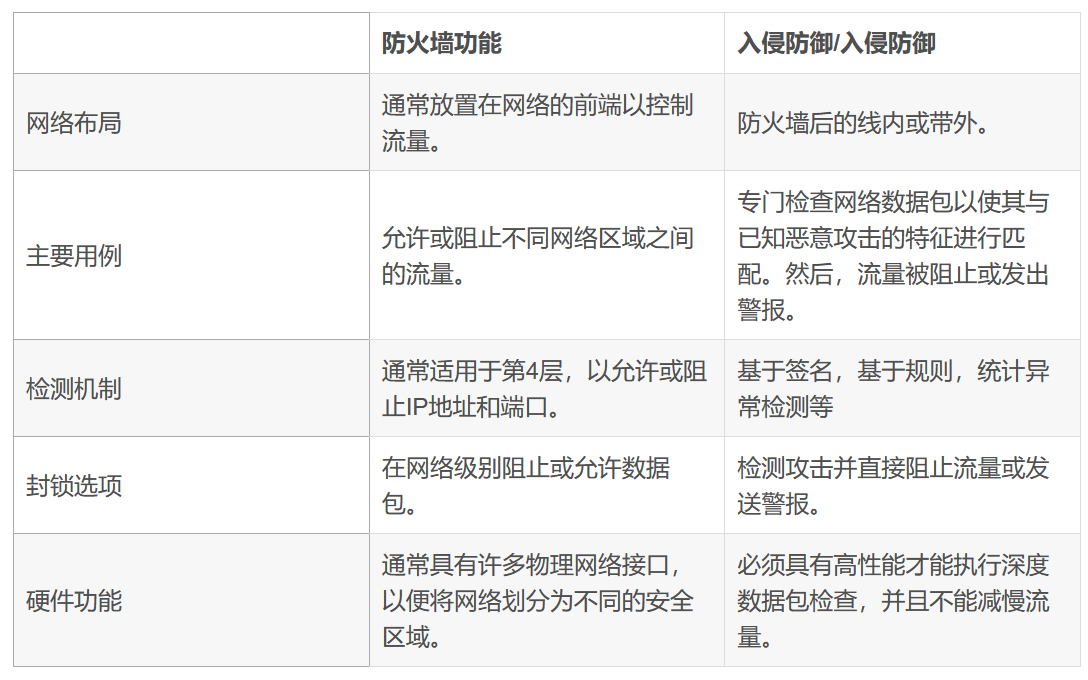 防火墙功能
入侵防御/入侵防御
网络布局
通常放置在网络的前端以控制
流量。
防火墙后的线内或带外。
主要用例
允许或阻止不同网络区域之间
的流量。
专门检查网络数据包以使其与
已知恶意攻击的特征进行匹
配。然后，流量被阻止或发出
警报。
检测机制
通常适用于第4层，以允许或阻
止IP地址和端口。
基于签名，基于规则，统计异
常检测等
封锁选项
在网络级别阻止或允许数据
包。
检测攻击并直接阻止流量或发
送警报。
硬件功能
通常具有许多物理网络接口，
以便将网络划分为不同的安全
区域。
必须具有高性能才能执行深度
数据包检查，并且不能减慢流
量。